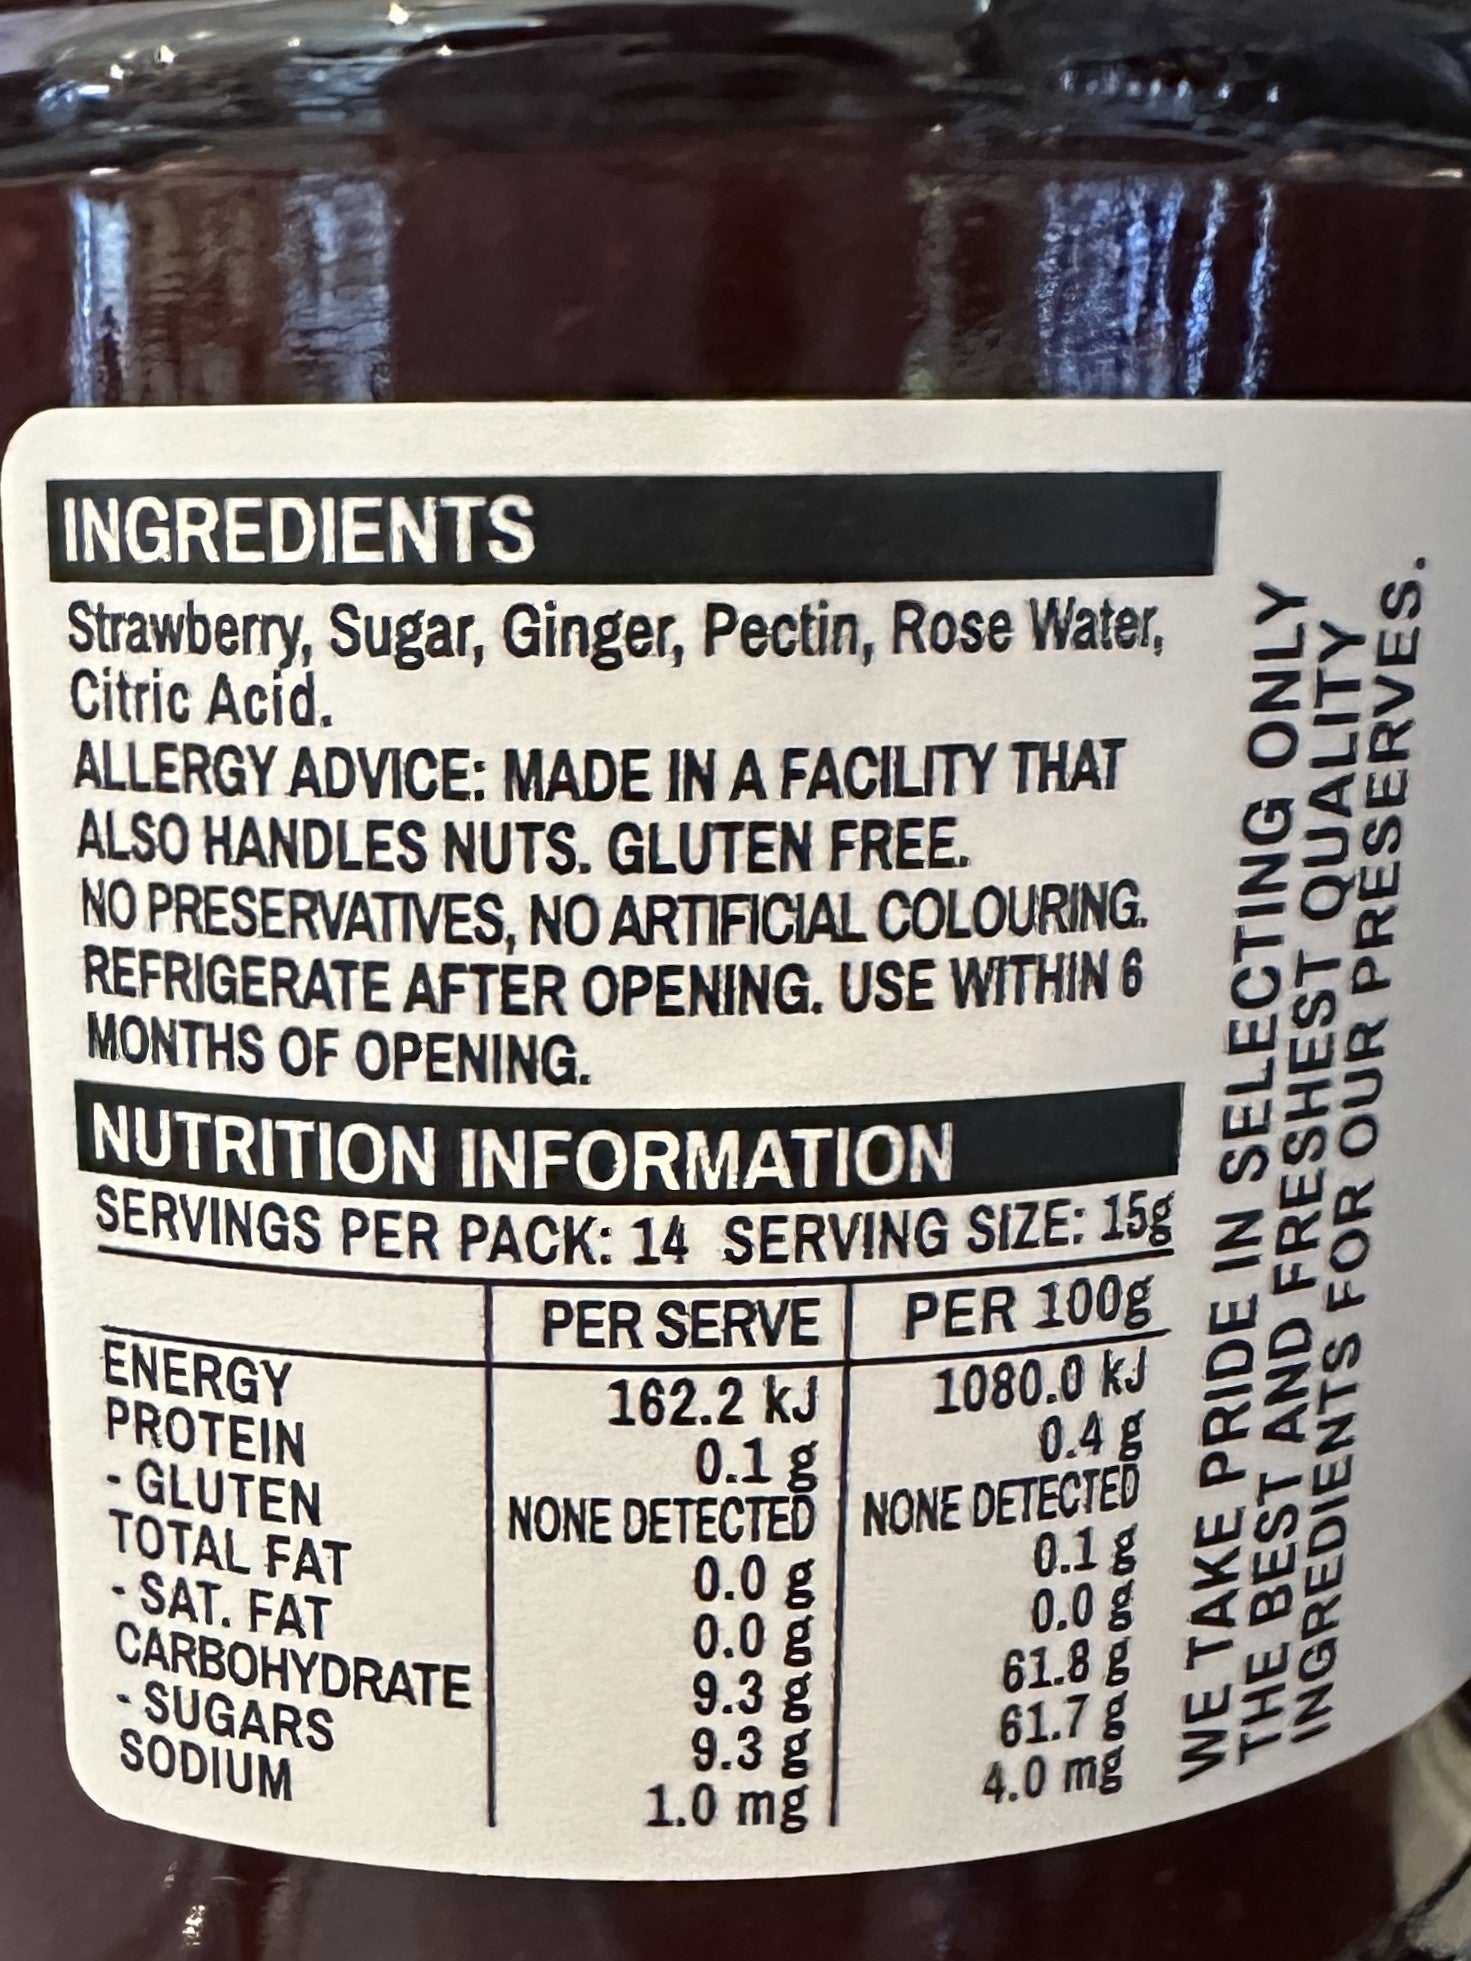 INGREDIENTS
Strawberry, Sugar, Ginger, Pectin, Rose Water,
Citric Acid.
ALLERGY ADVICE: MADE IN A FACILITY THAT
ALSO HANDLES NUTS. GLUTEN FREE.
NO PRESERVATIVES, NO ARTIFICIAL COLOURING.
REFRIGERATE AFTER OPENING. USE WITHIN 6
MONTHS OF OPENING.
NUTRITION INFORMATION
SERVINGS PER PACK: 14 SERVING SIZE: 15g
PER SERVE PER 100g
ENERGY 162.2 kJ 1080.0 kJ
PROTEIN 0.1 g 0.4 g
- GLUTEN NONE DETECTED NONE DETECTED
TOTAL FAT 0.0 g 0.1 g
- SAT. FAT 0.0 g 0.0 g
CARBOHYDRATE 9.3 g 61.8 g
- SUGARS 9.3 g 61.7 g
SODIUM 1.0 mg 4.0 mg
WE TAKE PRIDE IN SELECTING ONLY
THE BEST AND FRESHEST QUALITY
INGREDIENTS FOR OUR PRESERVES.